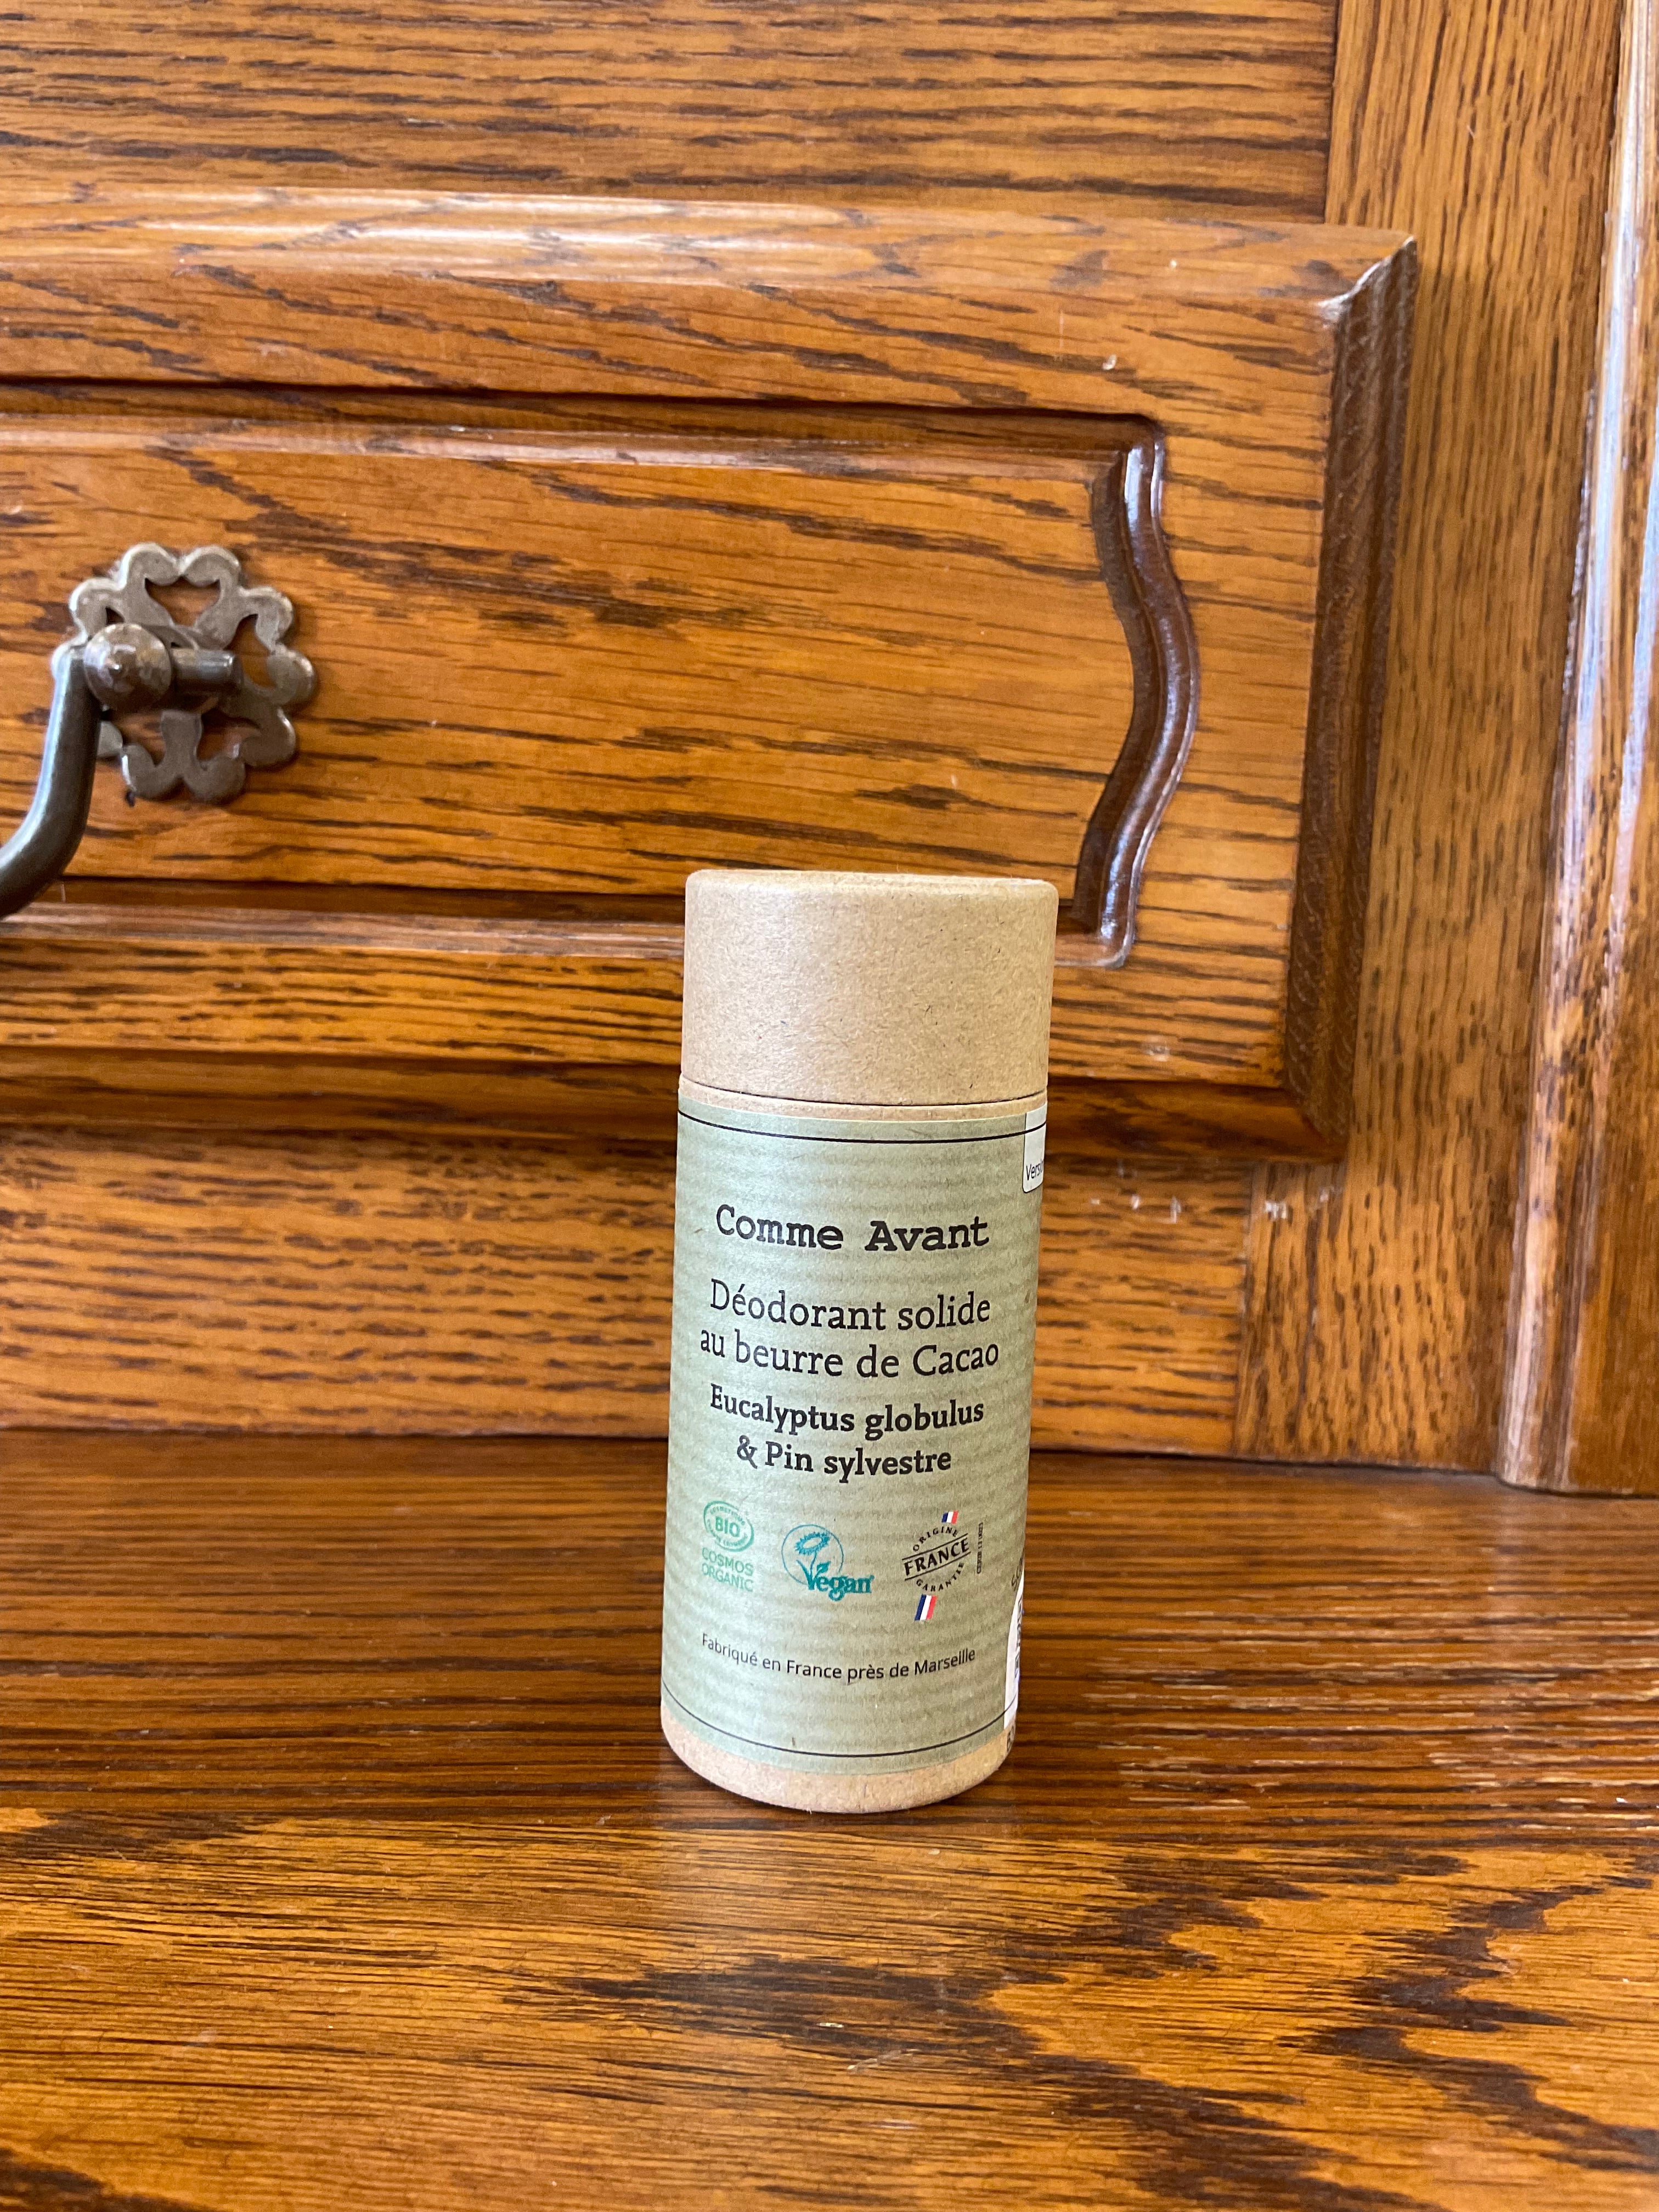 Comme Avant
Déodorant solide
au beurre de Cacao
Eucalyptus globulus
& Pin sylvestre
BIO
COSMOS
ORGANIC
Vegan
ORIGINE
FRANCE
GARANTIE
Fabriqué en France près de Marseille